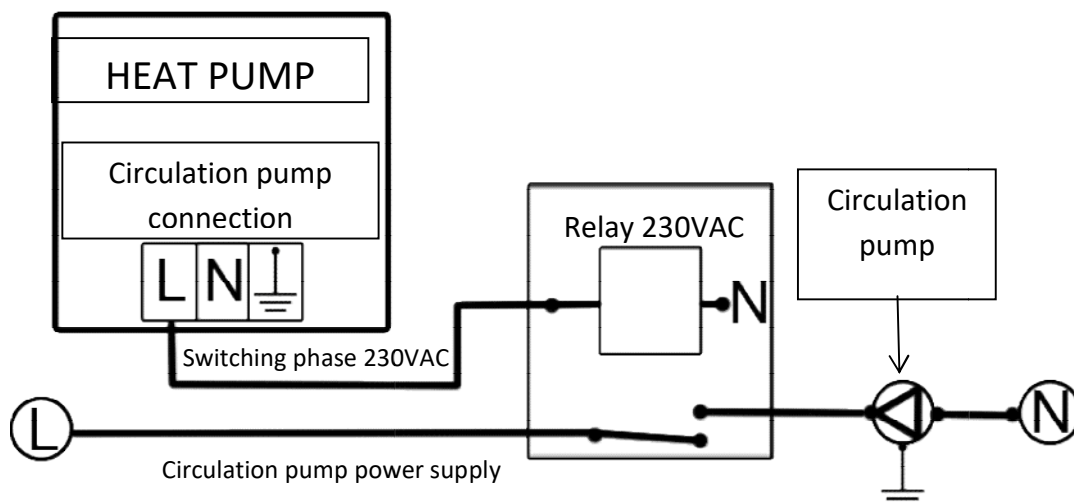 HEAT PUMP
Circulation pump
connection
L N
Switching phase 230VAC
Relay 230VAC
N
Circulation
pump
L
Circulation pump power supply
N